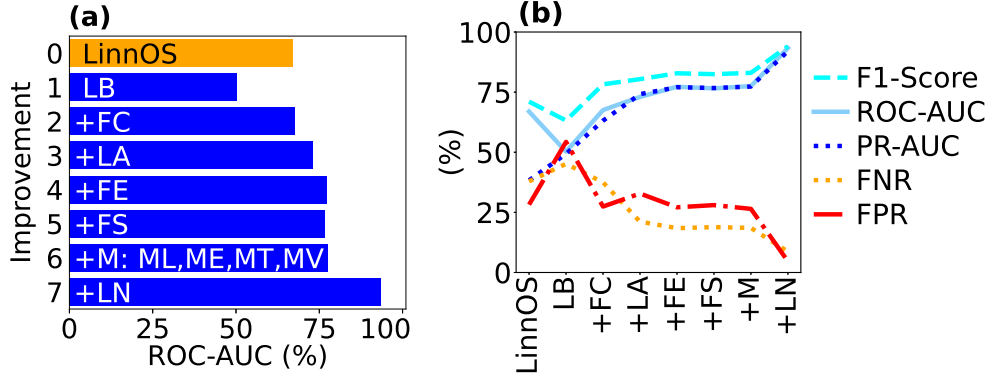 (a)
Improvement
0 LinnOS
1 LB
2 +FC
3 +LA
4 +FE
5 +FS
6 +M: ML,ME,MT,MV
7 +LN
0 25 50 75 100
ROC-AUC (%)
(b)
(%)
100
75
50
25
0
LinnOS
LB
+FC
+LA
+FE
+FS
+M
+LN
F1-Score
ROC-AUC
PR-AUC
FNR
FPR